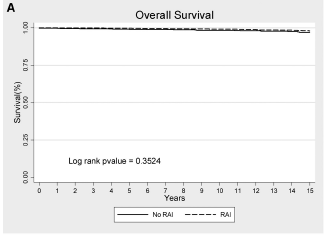 A
Overall Survival
Survival(%)
1.00
0.75
0.50
0.25
0.00
Log rank pvalue = 0.3524
0 1 2 3 4 5 6 7 8 9 10 11 12 13 14 15
Years
No RAI RAI